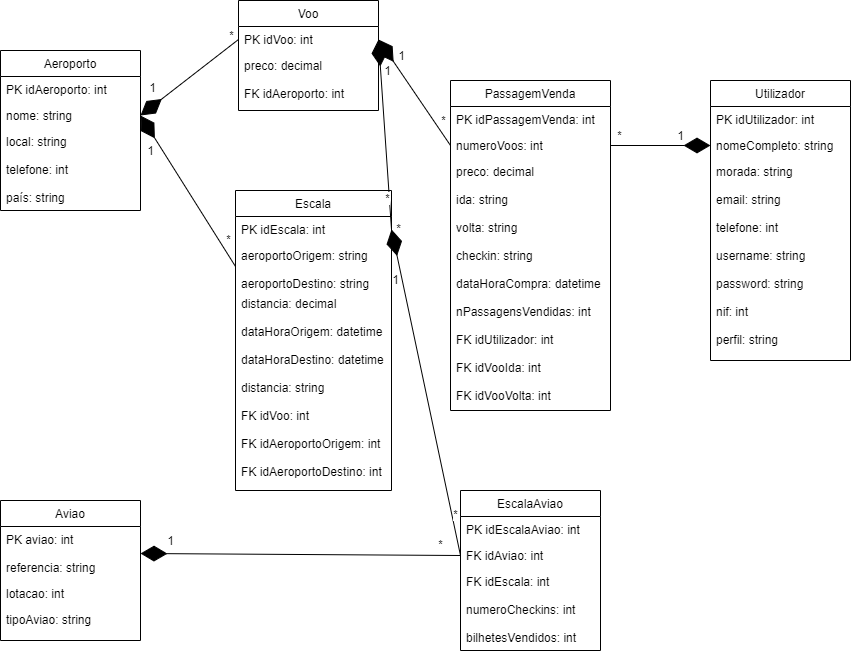 Voo
PK idVoo: int
preco: decimal
FK idAeroporto: int
Aeroporto
PK idAeroporto: int
nome: string
local: string
telefone: int
país: string
1
*
1
*
1
*
1
*
PassagemVenda
PK idPassagemVenda: int
numeroVoos: int
preco: decimal
ida: string
volta: string
checkin: string
dataHoraCompra: datetime
nPassagensVendidas: int
FK idUtilizador: int
FK idVooIda: int
FK idVooVolta: int
*
1
Utilizador
PK idUtilizador: int
nomeCompleto: string
morada: string
email: string
telefone: int
username: string
password: string
nif: int
perfil: string
Escala
PK idEscala: int
aeroportoOrigem: string
aeroportoDestino: string
distancia: decimal
dataHoraOrigem: datetime
dataHoraDestino: datetime
distancia: string
FK idVoo: int
FK idAeroportoOrigem: int
FK idAeroportoDestino: int
*
1
*
Aviao
PK aviao: int
referencia: string
lotacao: int
tipoAviao: string
1
*
EscalaAviao
PK idEscalaAviao: int
FK idAviao: int
FK idEscala: int
numeroCheckins: int
bilhetesVendidos: int